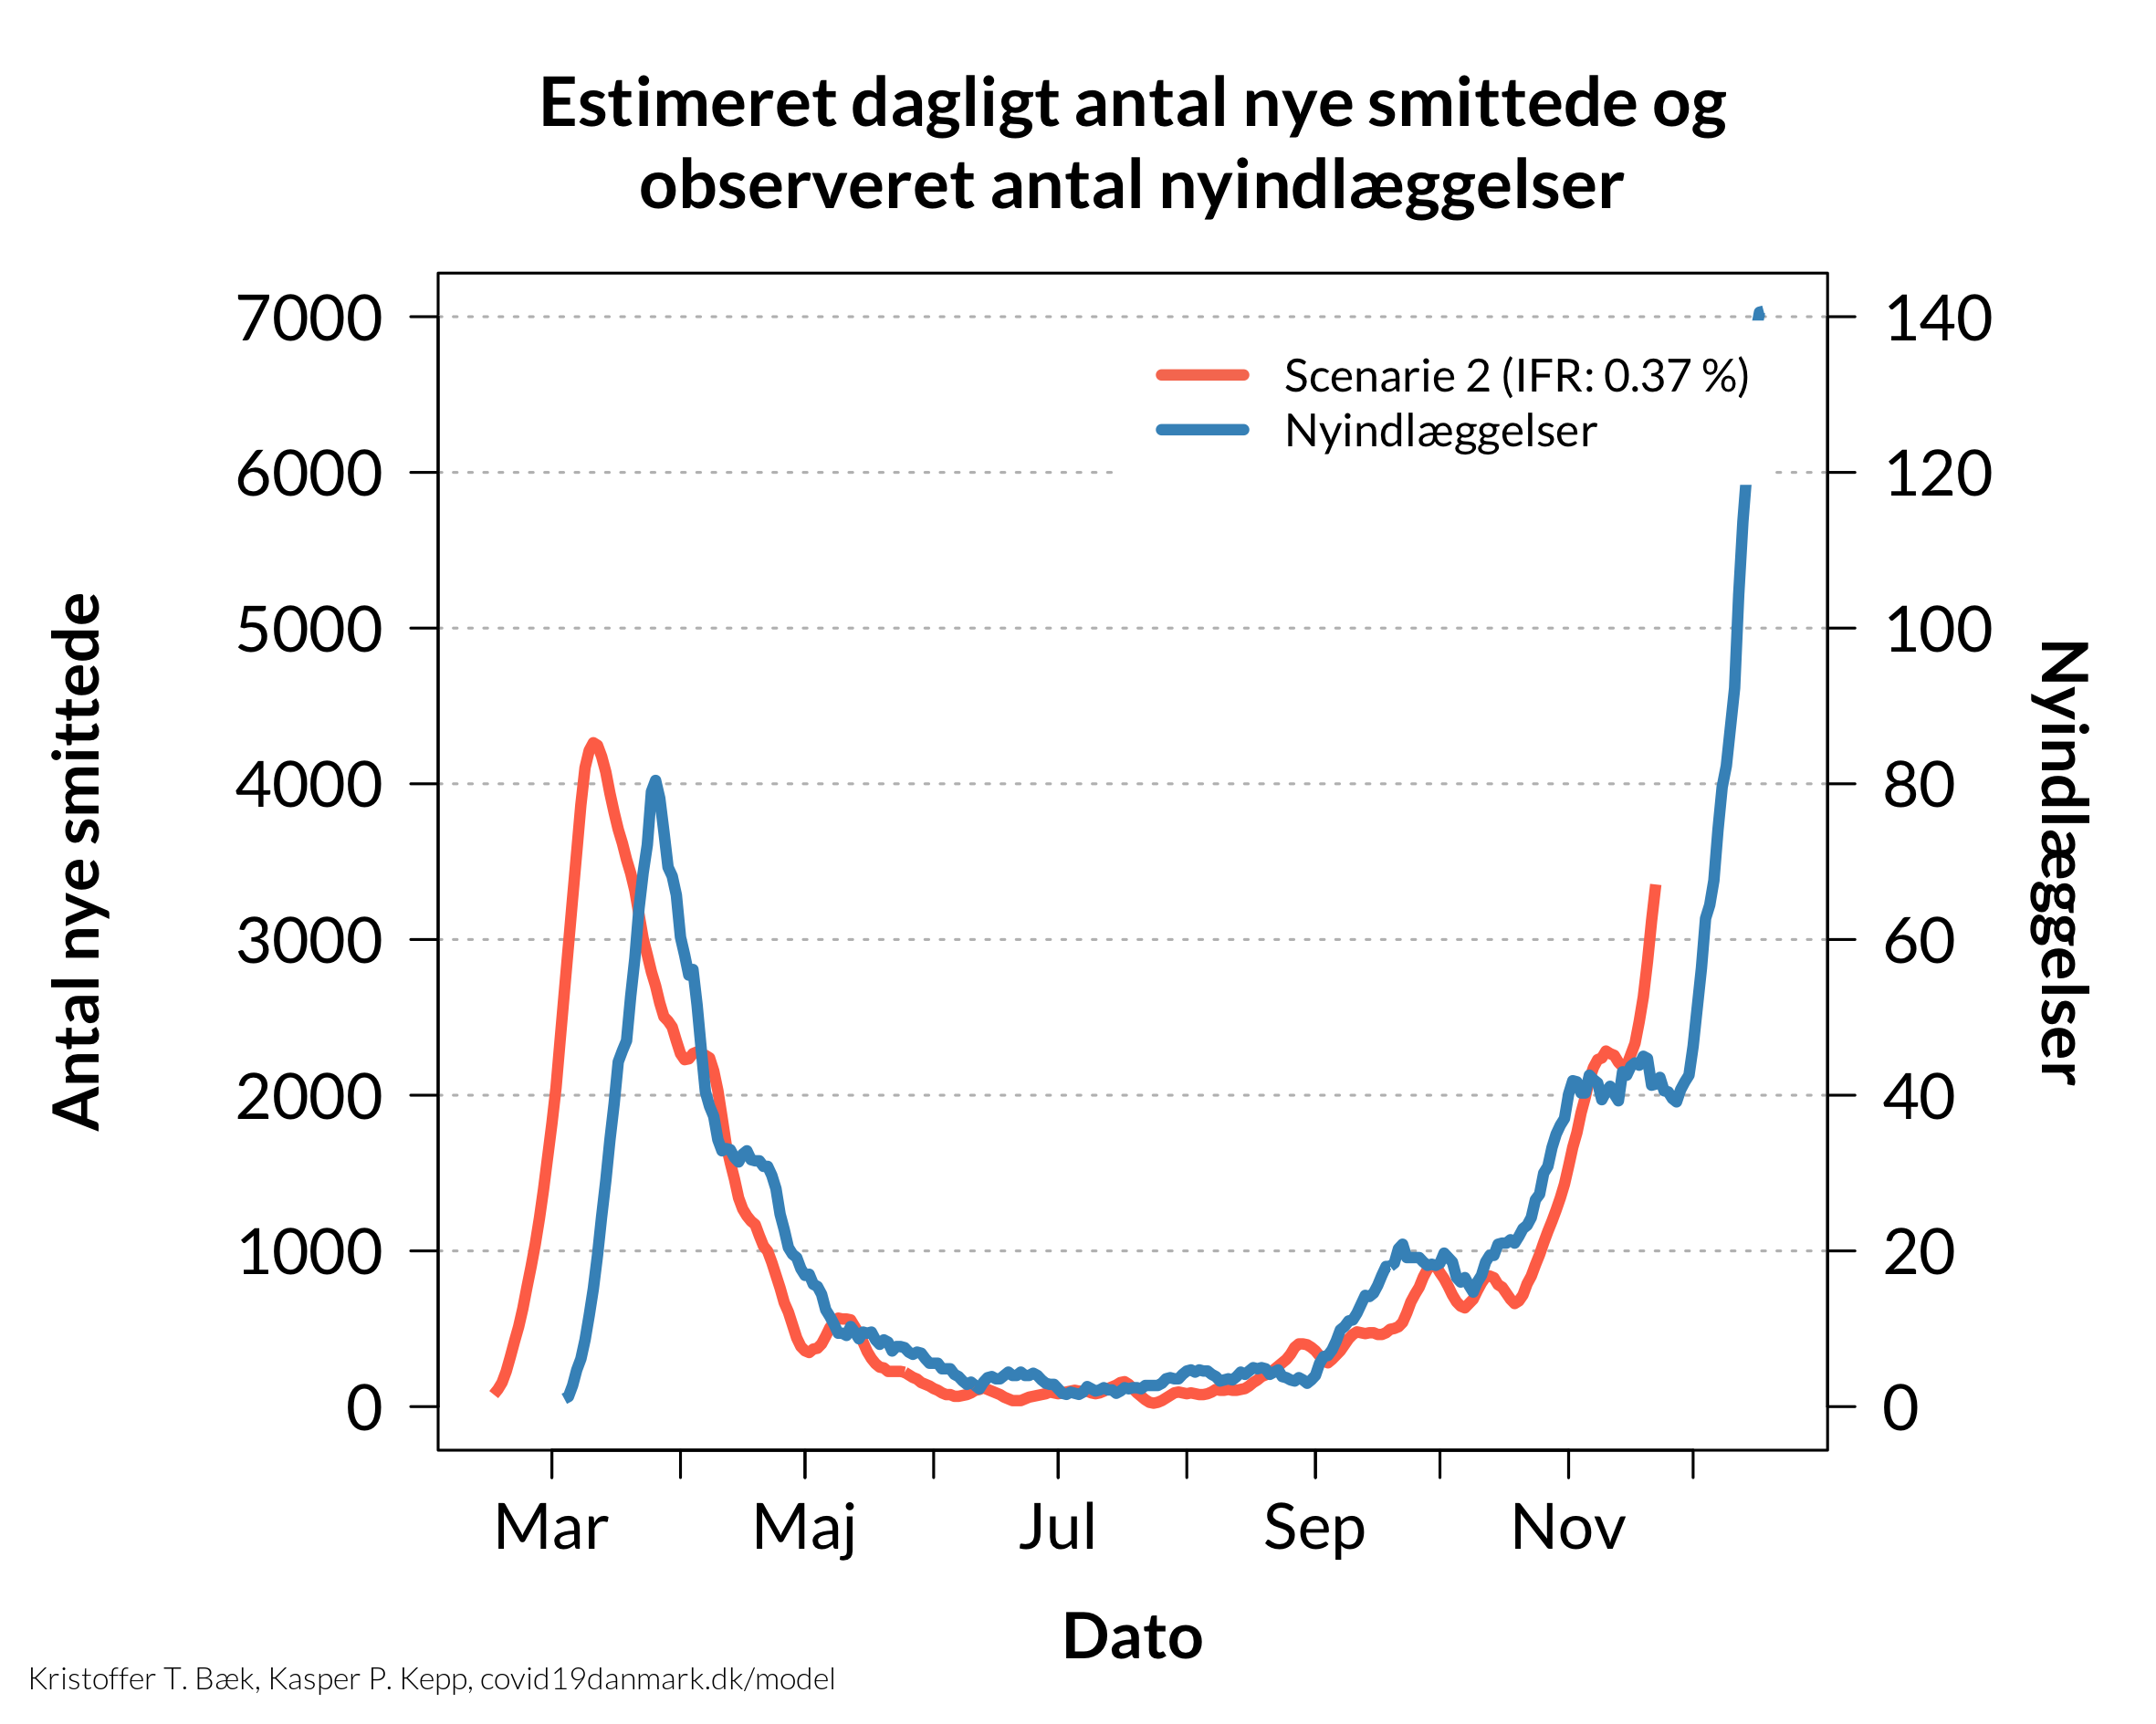 Estimeret dagligt antal nye smittede og
observeret antal nyindlæggelser
7000
6000
5000
4000
3000
2000
1000
0
Antal nye smittede
Scenarie 2 (IFR: 0.37 %)
Nyindlæggelser
140
120
100
80
60
40
20
0
Nyindlæggelser
Mar
Maj
Jul
Sep
Nov
Dato
Kristoffer T. Bæk, Kasper P. Kepp, covid19danmark.dk/model